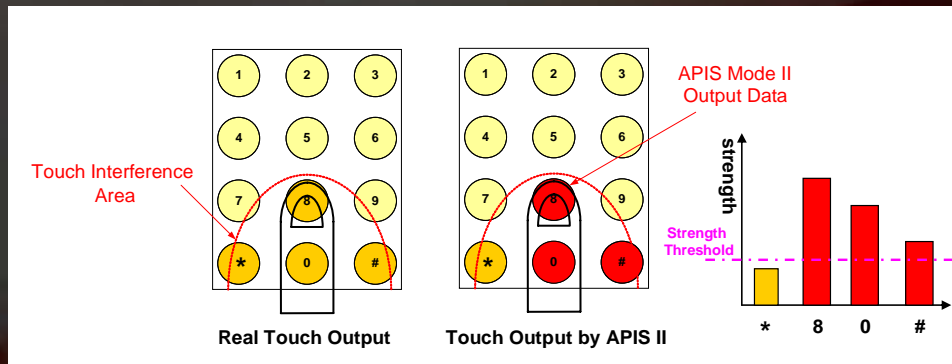 1 2 3
4 5 6
7 8 9
* 0 #
Touch Interference
Area
Real Touch Output
1 2 3
4 5 6
7 8 9
* 0 #
APIS Mode II
Output Data
Touch Output by APIS II
strength
Strength
Threshold
* 8 0 #